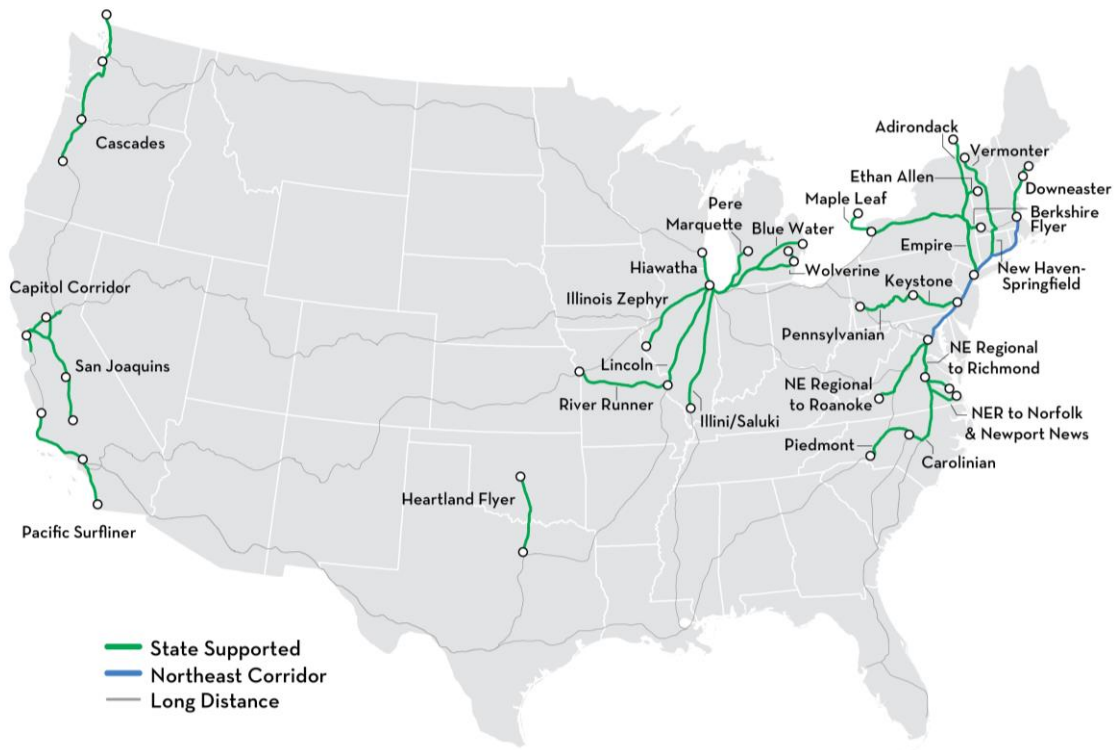 Cascades
Capitol Corridor
San Joaquins
Pacific Surfliner
Heartland Flyer
Pere
Marquette
Blue Water
Hiawatha
Wolverine
Illinois Zephyr
Lincoln
River Runner
Illini/Saluki
Adirondack
Vermonter
Ethan Allen
Downeaster
Maple Leaf
Berkshire
Flyer
Empire
New Haven-
Springfield
Keystone
Pennsylvanian
NE Regional
to Richmond
NE Regional
to Roanoke
NER to Norfolk
& Newport News
Piedmont
Carolinian
State Supported
Northeast Corridor
Long Distance